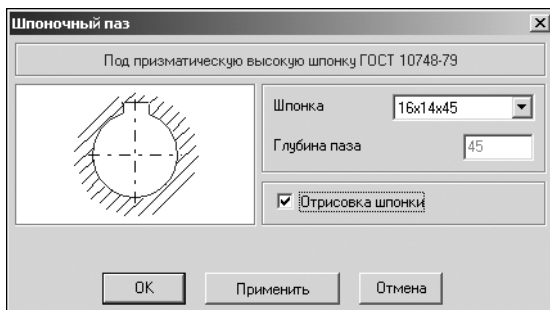 Шпоночный паз
Под призматическую высокую шпонку ГОСТ 10748-79
Шпонка 16x14x45
Глубина паза 45
Отрисовка шпонки
OK Применить Отмена